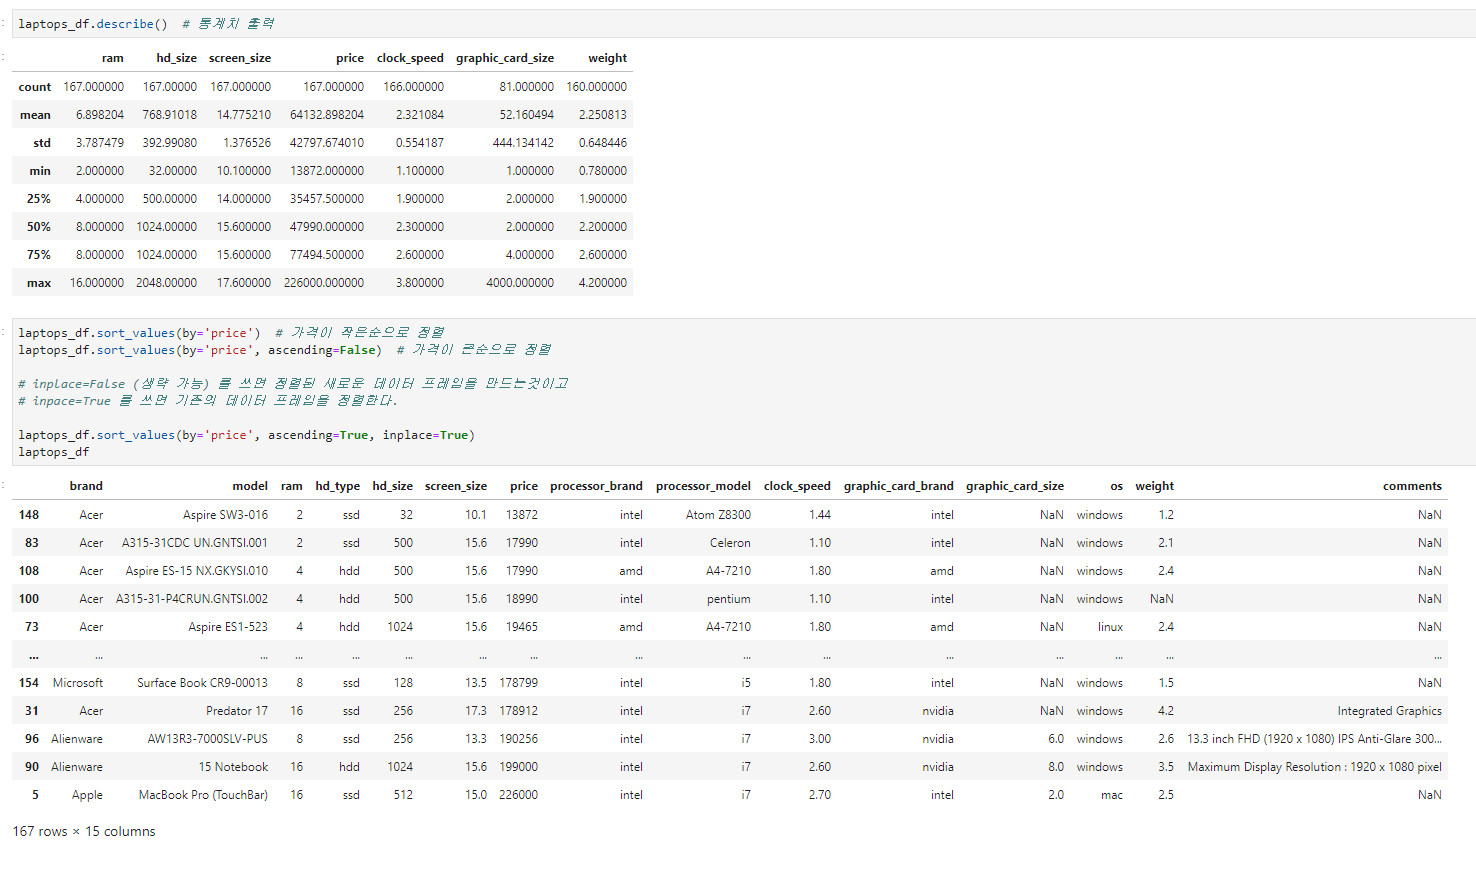 laptops_df.describe()  # 통계치 출력
ram hd_size screen_size price clock_speed graphic_card_size weight
count 167.000000 167.00000 167.000000 167.000000 166.000000 81.000000 160.000000
mean 6.898204 768.91018 14.775210 64132.898204 2.321084 52.160494 2.250813
std 3.787479 392.99080 1.376526 42797.674010 0.554187 444.134142 0.648446
min 2.000000 32.00000 10.100000 13872.000000 1.100000 1.000000 0.780000
25% 4.000000 500.00000 14.000000 35457.500000 1.900000 2.000000 1.900000
50% 8.000000 1024.00000 15.600000 47990.000000 2.300000 2.000000 2.200000
75% 8.000000 1024.00000 15.600000 77494.500000 2.600000 4.000000 2.600000
max 16.000000 2048.00000 17.600000 226000.000000 3.800000 4000.000000 4.200000
laptops_df.sort_values(by='price')  # 가격이 작은순으로 정렬
laptops_df.sort_values(by='price', ascending=False)  # 가격이 큰순으로 정렬
# inplace=False (생략 가능) 를 쓰면 정렬된 새로운 데이터 프레임을 만드는것이고
# inpace=True 를 쓰면 기존의 데이터 프레임을 정렬한다.
laptops_df.sort_values(by='price', ascending=True, inplace=True)
laptops_df
brand model ram hd_type hd_size screen_size price processor_brand processor_model clock_speed graphic_card_brand graphic_card_size os weight comments
148 Acer Aspire SW3-016 2 ssd 32 10.1 13872 intel Atom Z8300 1.44 intel NaN windows 1.2 NaN
83 Acer A315-31CDC UN.GNTSI.001 2 ssd 500 15.6 17990 intel Celeron 1.10 intel NaN windows 2.1 NaN
108 Acer Aspire ES-15 NX.GKYSI.010 4 hdd 500 15.6 17990 amd A4-7210 1.80 amd NaN windows 2.4 NaN
100 Acer A315-31-P4CRUN.GNTSI.002 4 hdd 500 15.6 18990 intel pentium 1.10 intel NaN windows NaN NaN
73 Acer Aspire ES1-523 4 hdd 1024 15.6 19465 amd A4-7210 1.80 amd NaN linux 2.4 NaN
... ... ... ... ... ... ... ... ... ... ... ... ... ... ... ...
154 Microsoft Surface Book CR9-00013 8 ssd 128 13.5 178799 intel i5 1.80 intel NaN windows 1.5 NaN
31 Acer Predator 17 16 ssd 256 17.3 178912 intel i7 2.60 nvidia NaN windows 4.2 Integrated Graphics
96 Alienware AW13R3-7000SLV-PUS 8 ssd 256 13.3 190256 intel i7 3.00 nvidia 6.0 windows 2.6 13.3 inch FHD (1920 x 1080) IPS Anti-Glare 300...
90 Alienware 15 Notebook 16 hdd 1024 15.6 199000 intel i7 2.60 nvidia 8.0 windows 3.5 Maximum Display Resolution : 1920 x 1080 pixel
5 Apple MacBook Pro (TouchBar) 16 ssd 512 15.0 226000 intel i7 2.70 intel 2.0 mac 2.5 NaN
167 rows × 15 columns